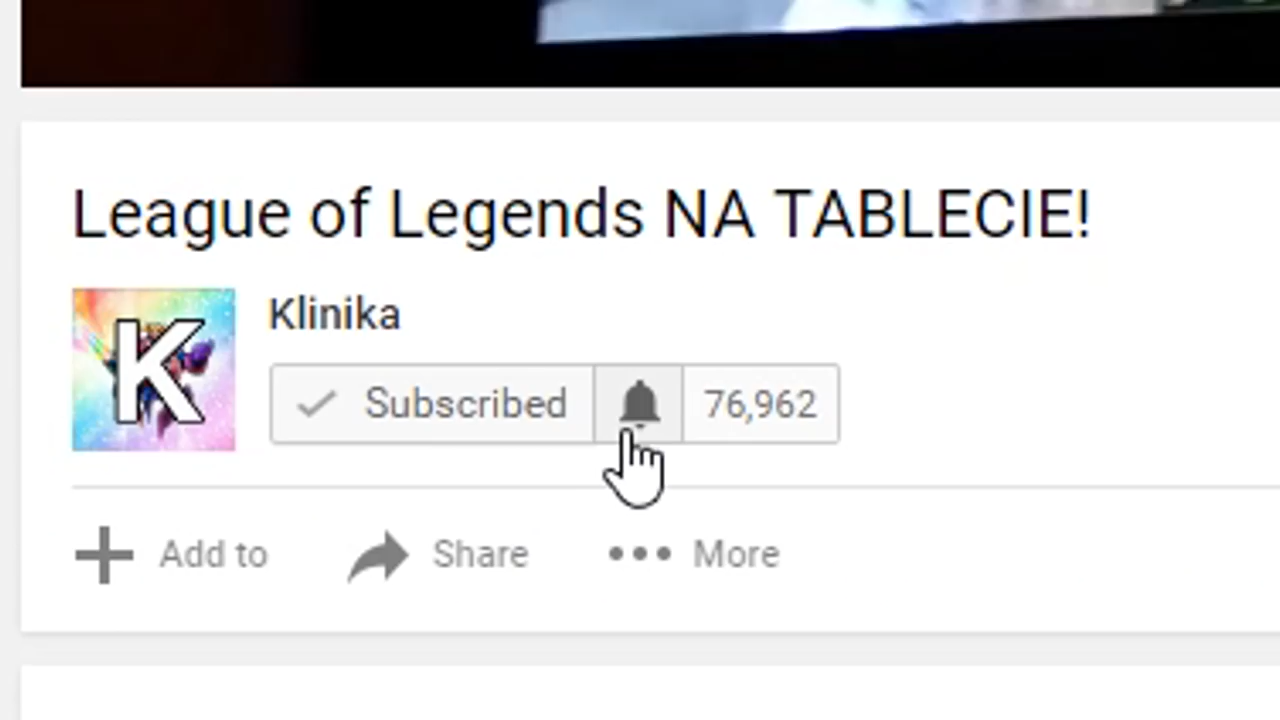 League of Legends NA TABLECIE!
K
Klinika
Subscribed 76,962
Add to Share More